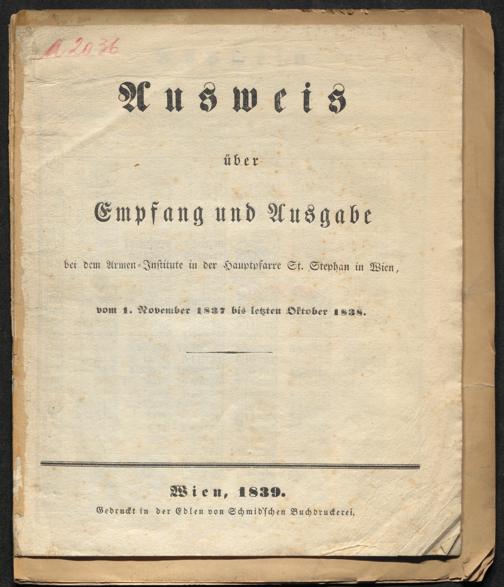 A 2036
Ausweis
über
Empfang und Ausgabe
bei dem Armen-Institute in der Hauptpfarre St. Stephan in Wien,
vom 1. November 1837 bis letzten Oktober 1838.
Wien, 1839.
Gedruckt in der Edlen von Schmid'schen Buchdruckerei.